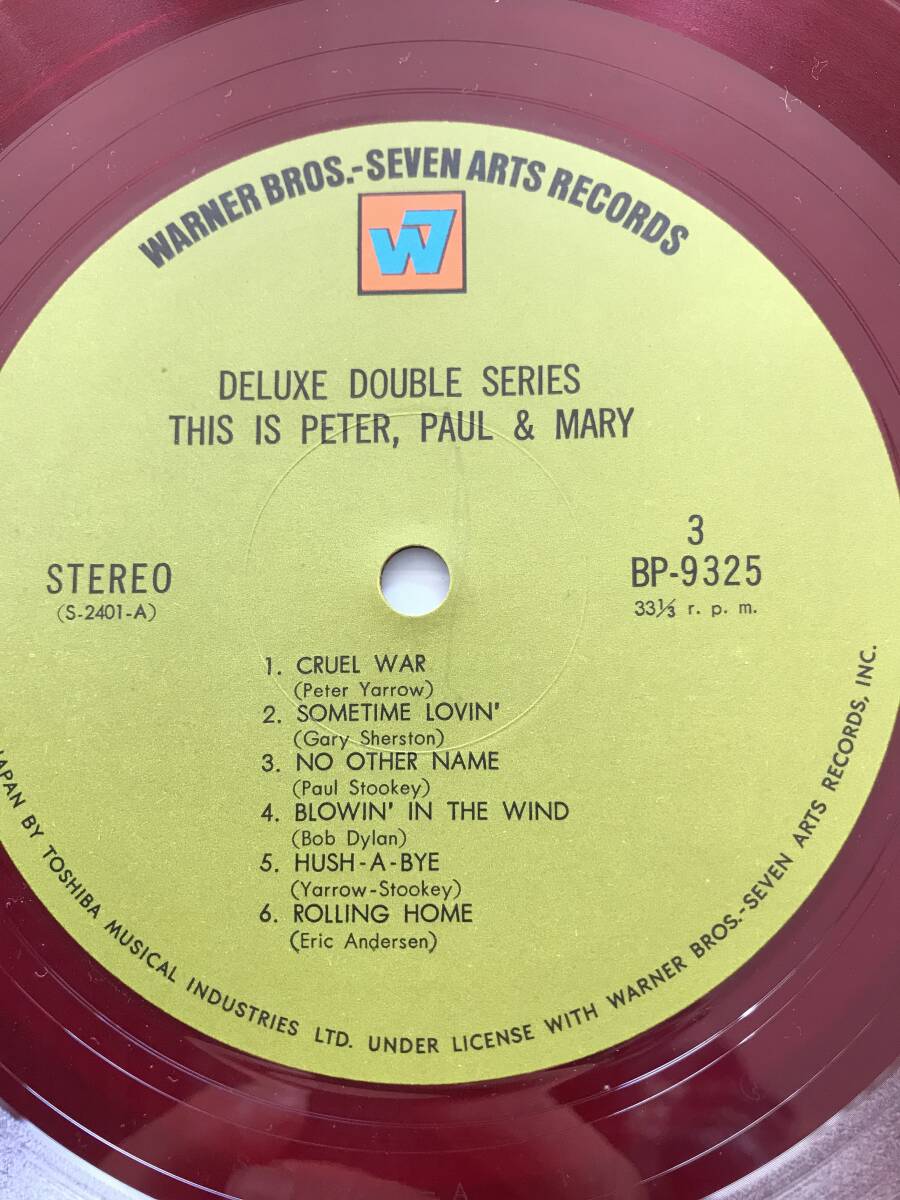 WARNER BROS.-SEVEN ARTS RECORDS
W7
DELUXE DOUBLE SERIES
THIS IS PETER, PAUL & MARY
STEREO
(S-2401-A)
3
BP-9325
33⅓ r. p. m.
1. CRUEL WAR
(Peter Yarrow)
2. SOMETIME LOVIN'
(Gary Sherston)
3. NO OTHER NAME
(Paul Stookey)
4. BLOWIN' IN THE WIND
(Bob Dylan)
5. HUSH-A-BYE
(Yarrow-Stookey)
6. ROLLING HOME
(Eric Andersen)
JAPAN BY TOSHIBA MUSICAL INDUSTRIES LTD. UNDER LICENSE WITH WARNER BROS.-SEVEN ARTS RECORDS, INC.